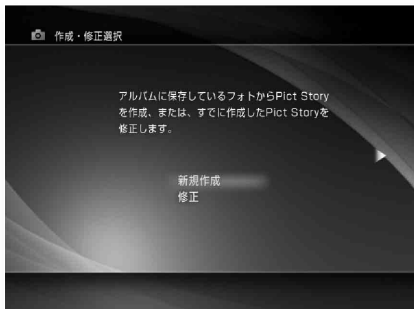 作成・修正選択
アルバムに保存しているフォトからPict Story
を作成、または、すでに作成したPict Storyを
修正します。
新規作成
修正